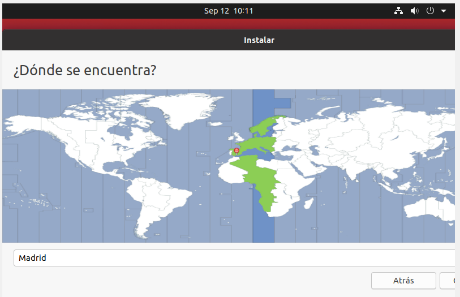 Sep 12 10:11
Instalar
¿Dónde se encuentra?
Madrid
Atrás